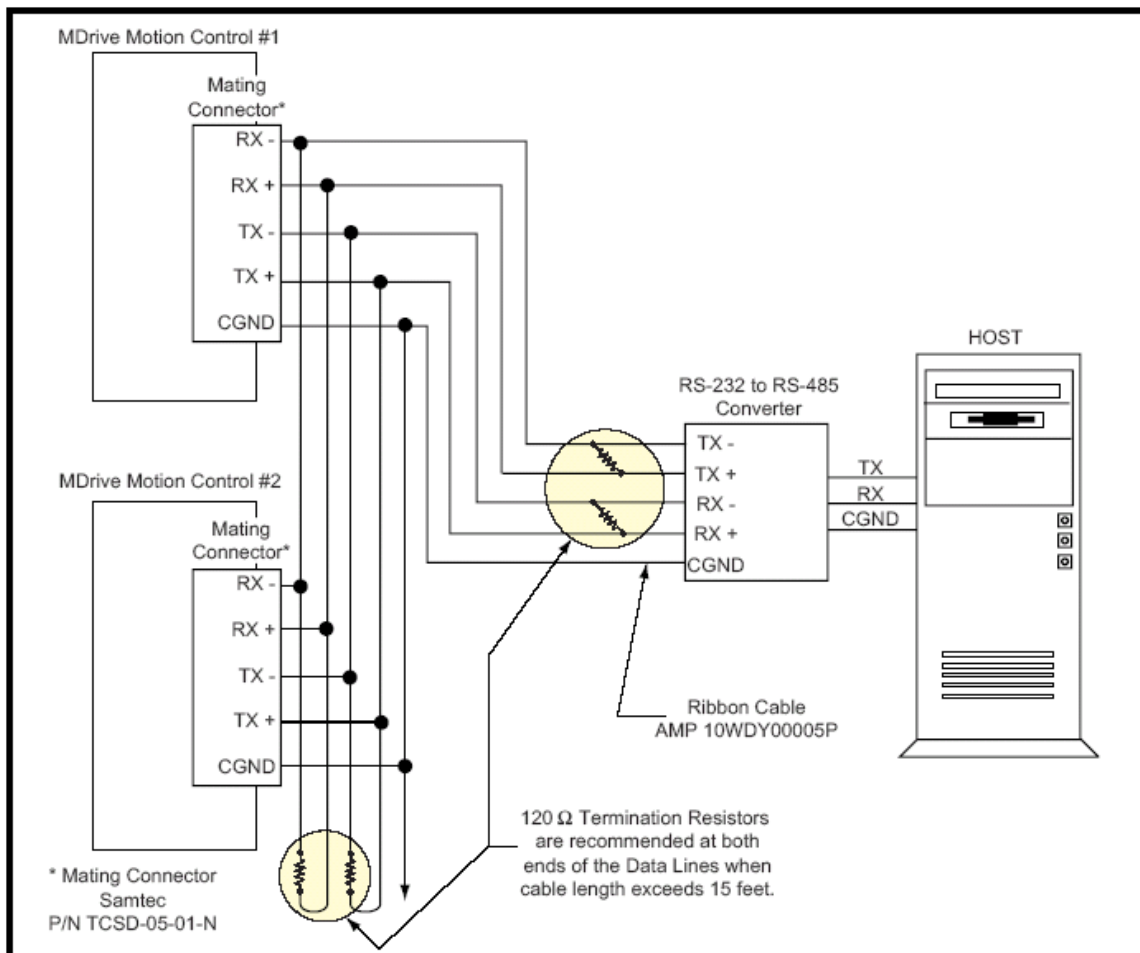 MDrive Motion Control #1
Mating
Connector*
RX -
RX +
TX -
TX +
CGND
HOST
RS-232 to RS-485
Converter
TX -
TX +
RX -
RX +
CGND
TX
RX
CGND
MDrive Motion Control #2
Mating
Connector*
RX -
RX +
TX -
TX +
CGND
Ribbon Cable
AMP 10WDY00005P
120 Ω Termination Resistors
are recommended at both
ends of the Data Lines when
cable length exceeds 15 feet.
* Mating Connector
Samtec
P/N TCSD-05-01-N